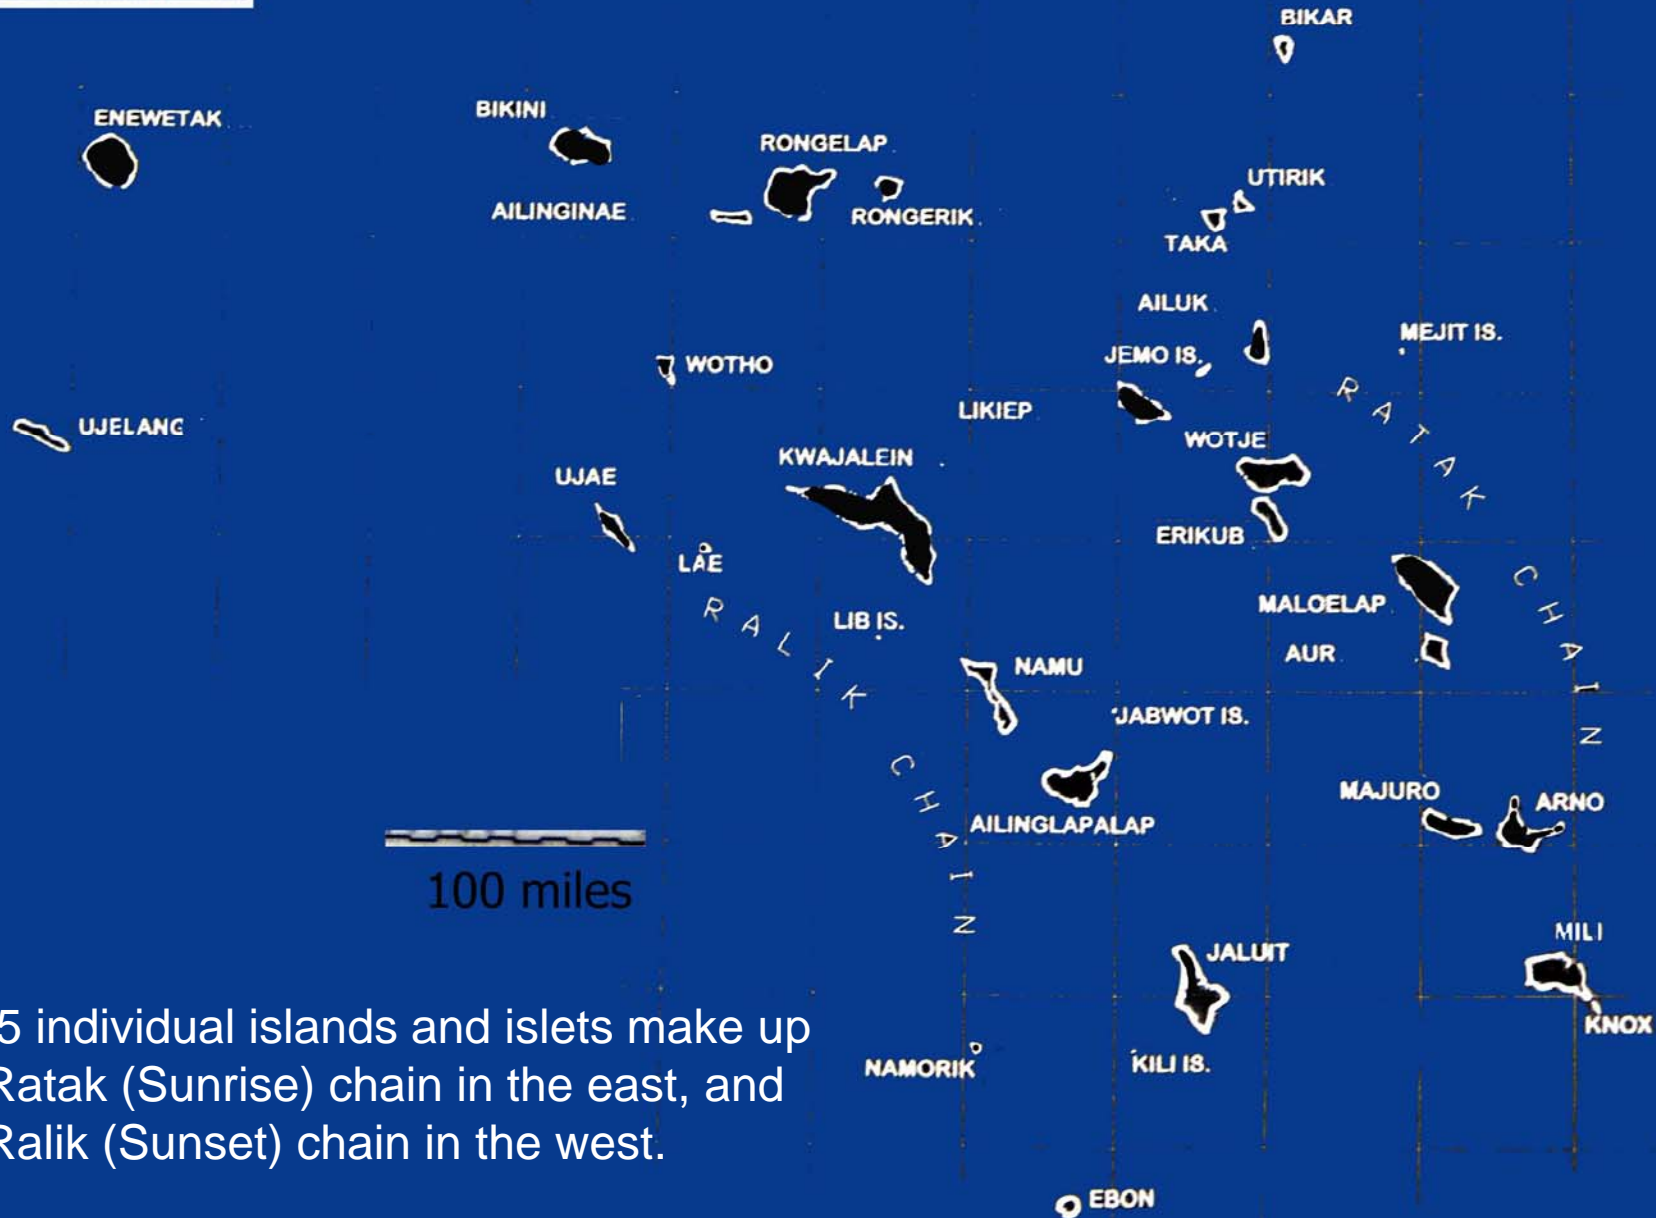 BIKAR
ENEWETAK
BIKINI
RONGELAP
UTIRIK
AILINGINAE
RONGERIK
TAKA
AILUK
MEJIT IS.
JEMO IS.
WOTHO
LIKIEP
RATAK CHAIN
UJELANG
WOTJE
KWAJALEIN
UJAE
ERIKUB
LAE
MALOELAP
RALIK CHAIN
LIB IS.
AUR
NAMU
JABWOT IS.
MAJURO
ARNO
AILINGLAPALAP
100 miles
MILI
JALUIT
KNOX
5 individual islands and islets make up
Ratak (Sunrise) chain in the east, and
Ralik (Sunset) chain in the west.
NAMORIK
KILI IS.
EBON